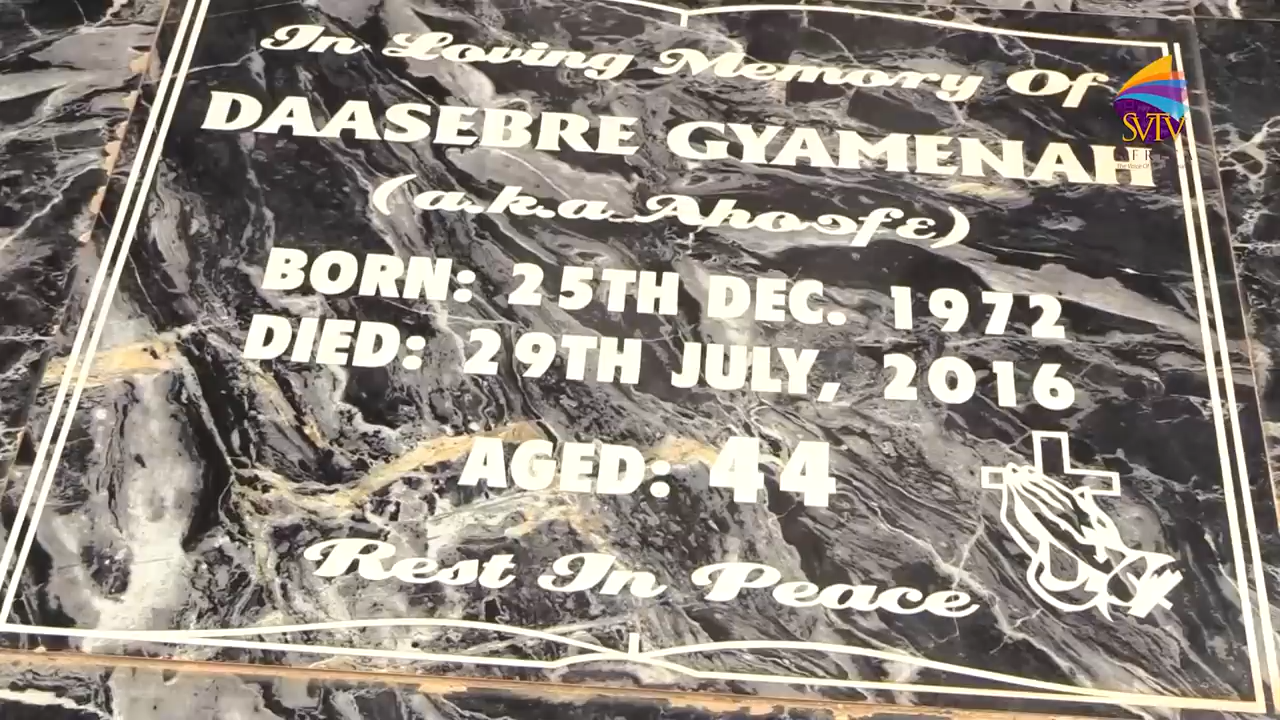 In Loving Memory Of
DAASEBRE GYAMENAH
(a.k.a Ahoɔfɛ)
BORN: 25TH DEC. 1972
DIED: 29TH JULY, 2016
AGED: 44
Rest In Peace
SVTV